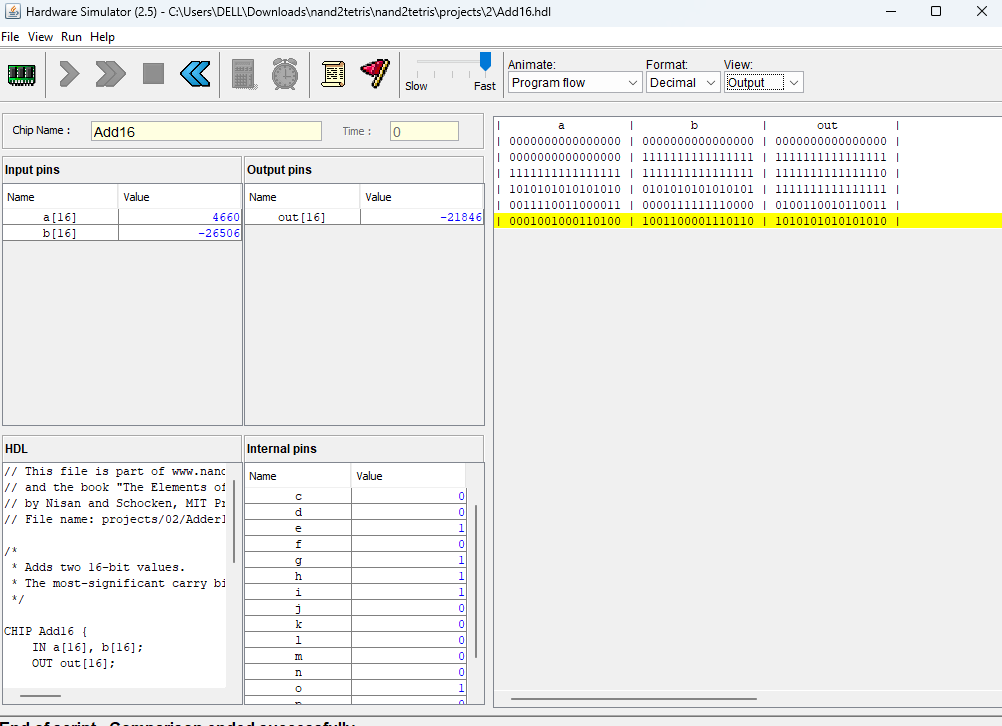 Hardware Simulator (2.5) - C:\Users\DELL\Downloads\nand2tetris\nand2tetris\projects\2\Add16.hdl
File View Run Help
Slow Fast
Animate: Format: View:
Program flow Decimal Output
Chip Name : Add16 Time : 0
Input pins
Name Value
a[16] 4660
b[16] -26506
Output pins
Name Value
out[16] -21846
| a | b | out |
| 0000000000000000 | 0000000000000000 | 0000000000000000 |
| 0000000000000000 | 1111111111111111 | 1111111111111111 |
| 1111111111111111 | 1111111111111111 | 1111111111111110 |
| 1010101010101010 | 0101010101010101 | 1111111111111111 |
| 0011110011000011 | 0000111111110000 | 0100110010110011 |
| 0001001000110100 | 1001100001110110 | 1010101010101010 |
HDL
// This file is part of www.nand
// and the book "The Elements of
// by Nisan and Schocken, MIT Pr
// File name: projects/02/Adder1
/*
* Adds two 16-bit values.
* The most-significant carry bi
*/
CHIP Add16 {
IN a[16], b[16];
OUT out[16];
Internal pins
Name Value
c 0
d 0
e 1
f 0
g 1
h 1
i 1
j 0
k 0
l 0
m 0
n 0
o 1
p 0
End of script - Comparison ended successfully